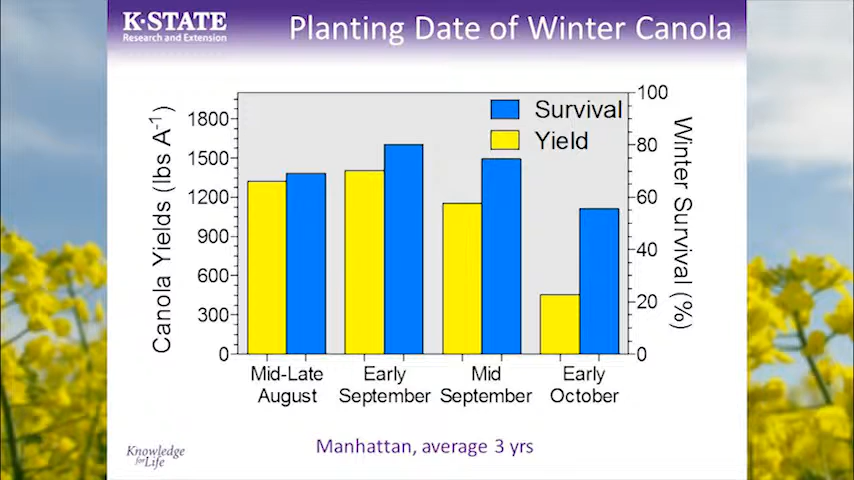 K-STATE
Research and Extension
Planting Date of Winter Canola
Canola Yields (lbs A-1)
1800
1500
1200
900
600
300
0
Survival
Yield
100
80
60
40
20
0
Winter Survival (%)
Mid-Late
August
Early
September
Mid
September
Early
October
Manhattan, average 3 yrs
Knowledge
for Life